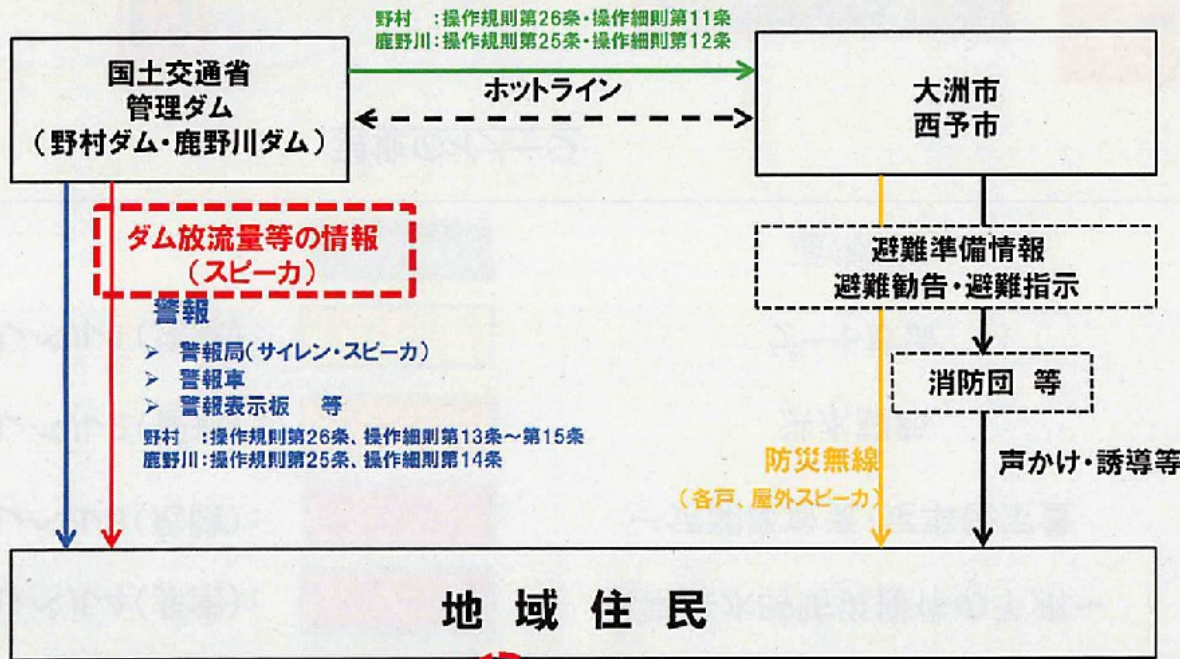 野村　：操作規則第26条・操作細則第11条
鹿野川：操作規則第25条・操作細則第12条
国土交通省
管理ダム
（野村ダム・鹿野川ダム）
ホットライン
大洲市
西予市
ダム放流量等の情報
（スピーカ）
警報
➢ 警報局（サイレン・スピーカ）
➢ 警報車
➢ 警報表示板　等
野村　：操作規則第26条、操作細則第13条～第15条
鹿野川：操作規則第25条、操作細則第14条
避難準備情報
避難勧告・避難指示
消防団 等
防災無線
（各戸、屋外スピーカ）
声かけ・誘導等
地域住民